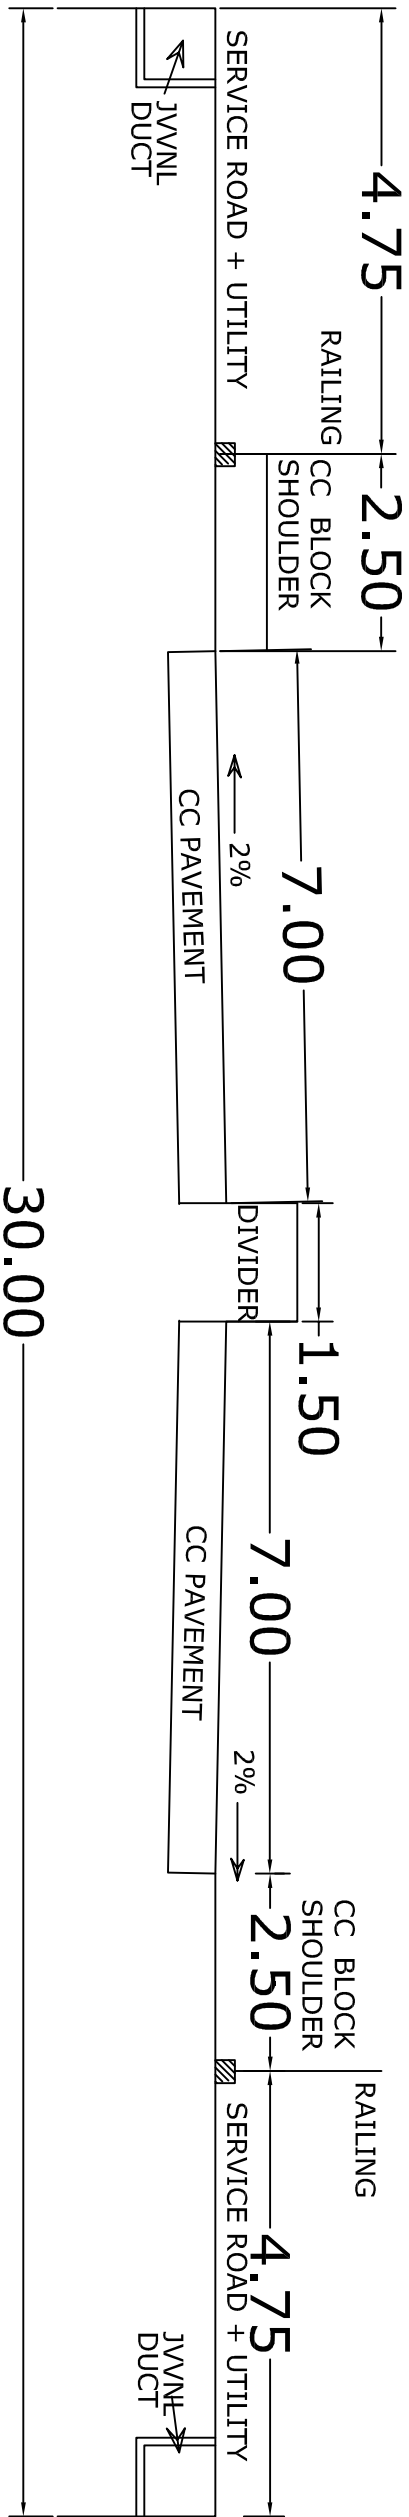 4.75
2.50
7.00
1.50
7.00
2.50
4.75
RAILING
CC BLOCK
SHOULDER
SERVICE ROAD + UTILITY
JVVNL
DUCT
2%
CC PAVEMENT
DIVIDER
CC PAVEMENT
2%
CC BLOCK
SHOULDER
RAILING
SERVICE ROAD + UTILITY
JVVNL
DUCT
30.00